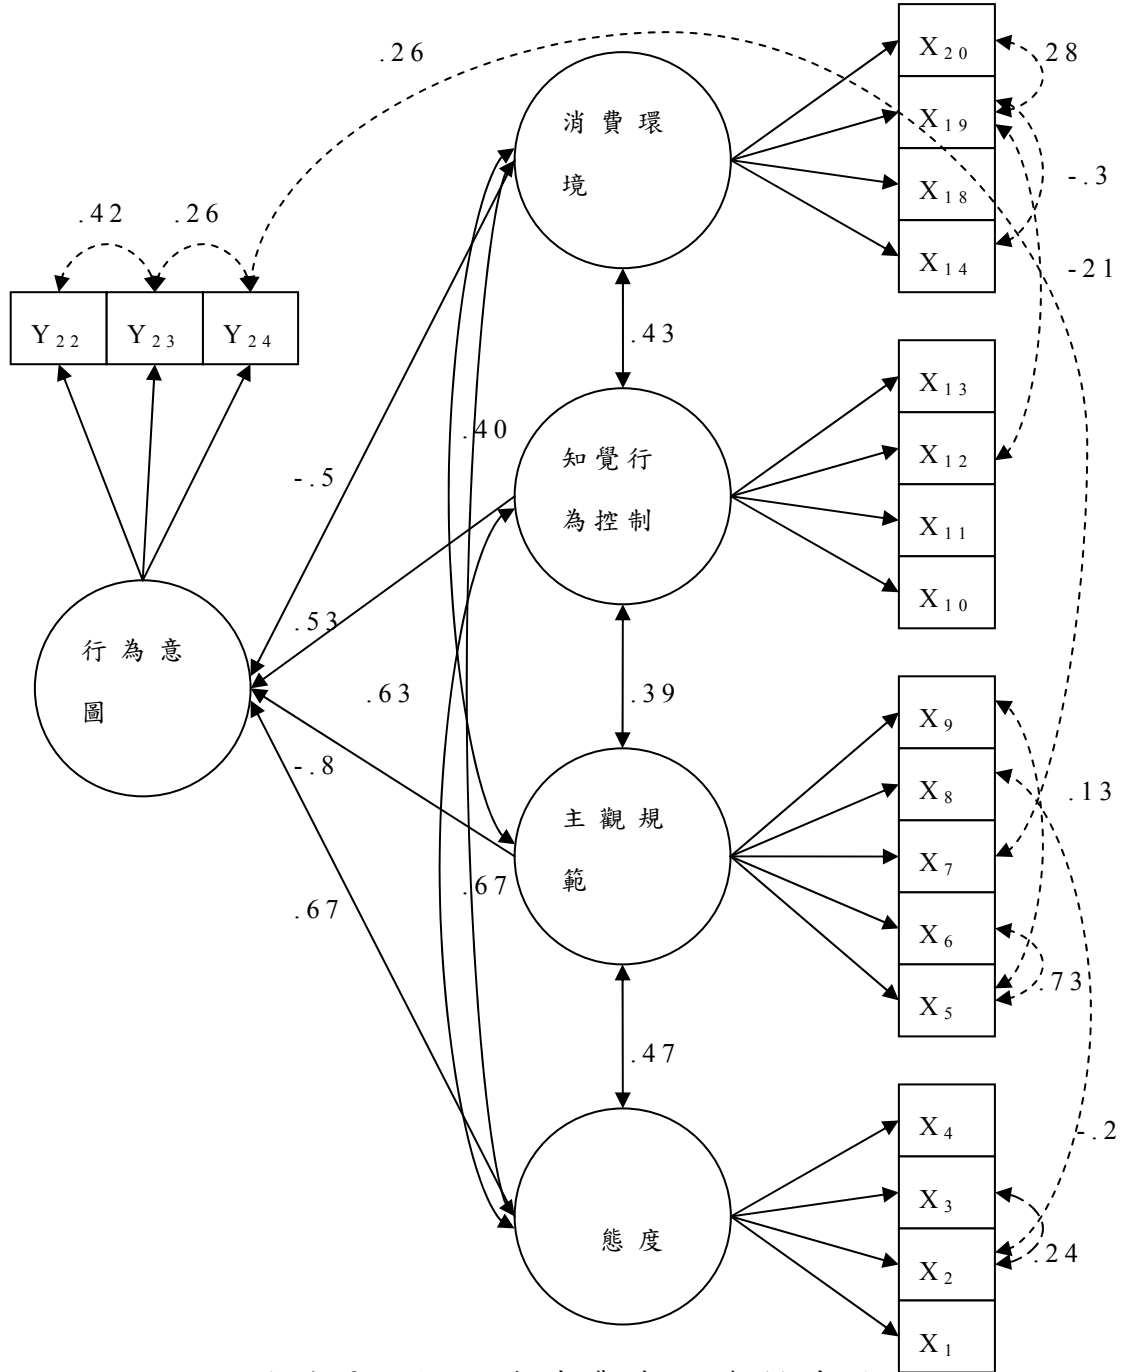 .26
X20
28
消費環
境
X19
-.3
X18
X14
-21
.42
.26
Y22
Y23
Y24
.43
X13
.40
知覺行
為控制
X12
-.5
X11
X10
.53
行為意
圖
.63
.39
X9
-.8
X8
.13
主觀規
範
X7
.67
.67
X6
.73
X5
.47
X4
-.2
X3
態度
.24
X2
X1